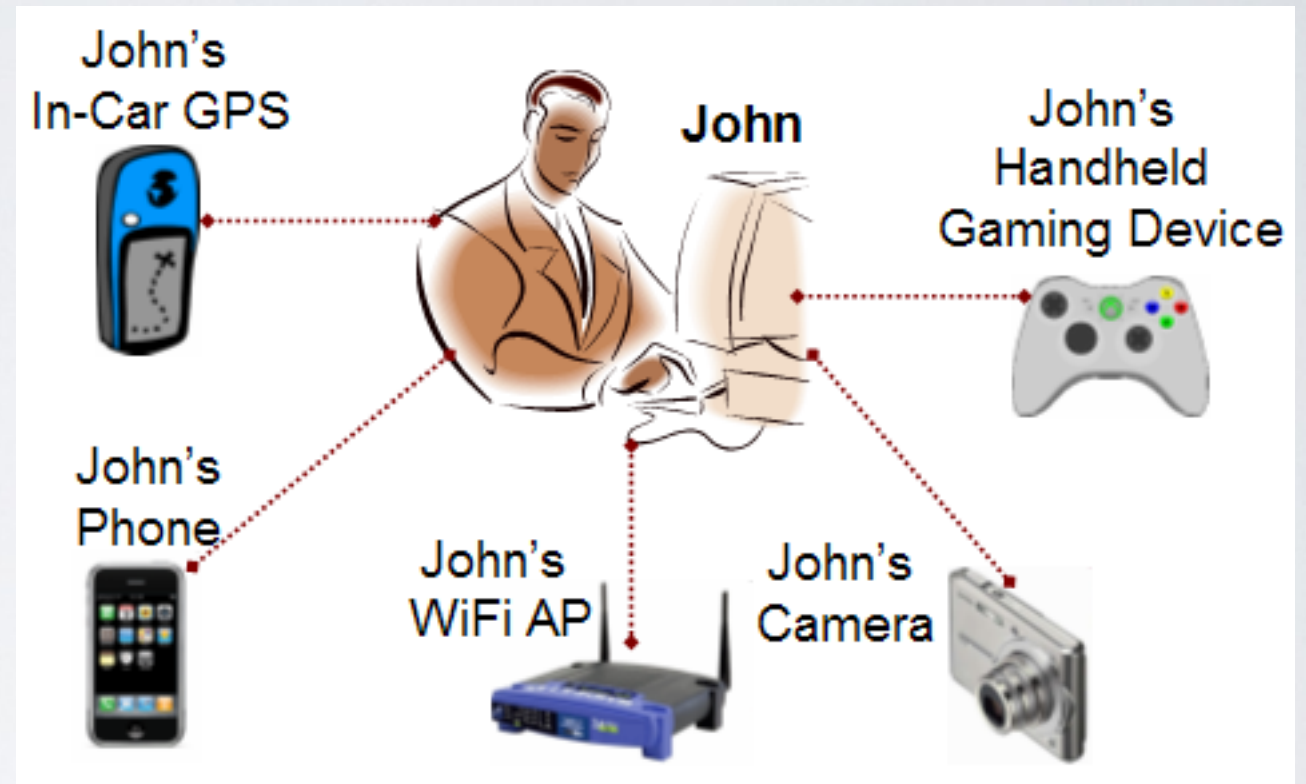 John's
In-Car GPS
John
John's
Handheld
Gaming Device
John's
Phone
John's
WiFi AP
John's
Camera